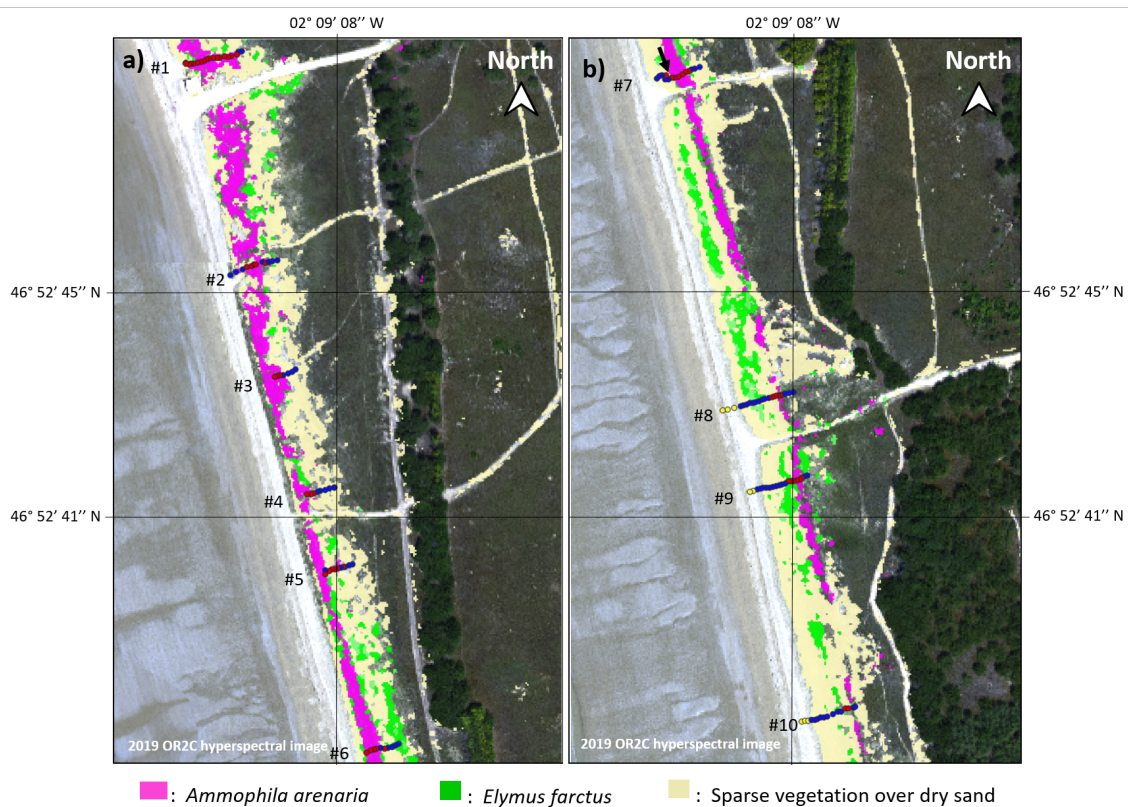 02° 09’ 08’’ W
02° 09’ 08’’ W
a)
North
#1
#2
46° 52’ 45’’ N
#3
#4
46° 52’ 41’’ N
#5
#6
2019 OR2C hyperspectral image
b)
North
#7
46° 52’ 45’’ N
#8
#9
46° 52’ 41’’ N
#10
2019 OR2C hyperspectral image
: Ammophila arenaria
: Elymus farctus
: Sparse vegetation over dry sand